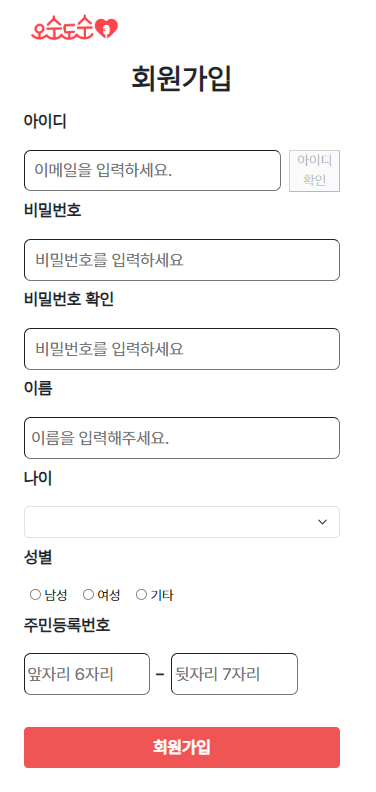 오수도수
회원가입
아이디
이메일을 입력하세요.
아이디
확인
비밀번호
비밀번호를 입력하세요
비밀번호 확인
비밀번호를 입력하세요
이름
이름을 입력해주세요.
나이
성별
남성 여성 기타
주민등록번호
앞자리 6자리 - 뒷자리 7자리
회원가입